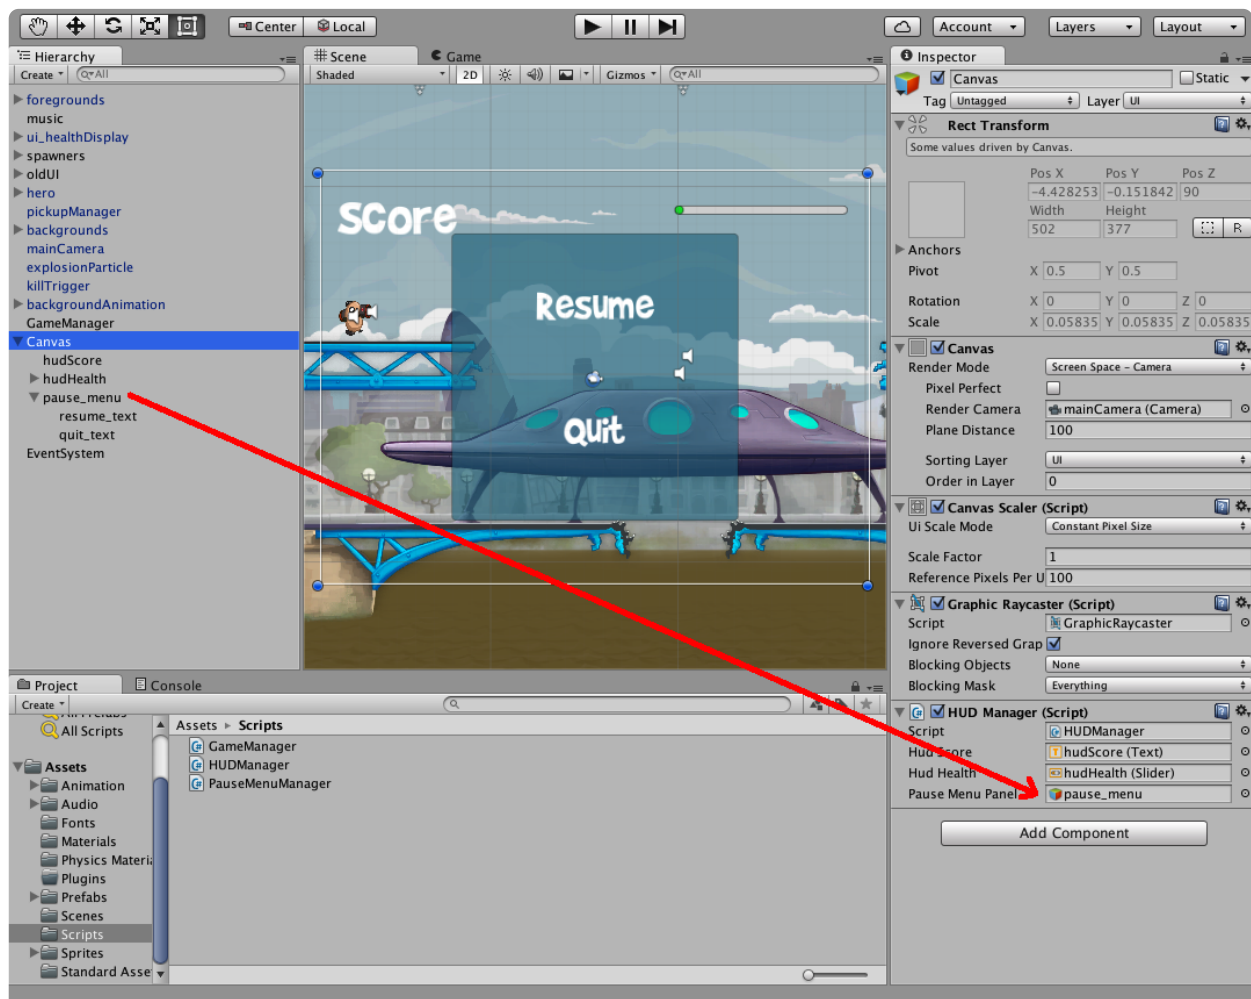 Center Local Account Layers Layout
Hierarchy
Create All
foregrounds
music
ui_healthDisplay
spawners
oldUI
hero
pickupManager
backgrounds
mainCamera
explosionParticle
killTrigger
backgroundAnimation
GameManager
Canvas
hudScore
hudHealth
pause_menu
resume_text
quit_text
EventSystem
Scene Game
Shaded 2D Gizmos All
Score
Resume
Quit
Inspector
Canvas Static
Tag Untagged Layer UI
Rect Transform
Some values driven by Canvas.
Pos X Pos Y Pos Z
-4.428253 -0.151842 90
Width Height
502 377 R
Anchors
Pivot X 0.5 Y 0.5
Rotation X 0 Y 0 Z 0
Scale X 0.05835 Y 0.05835 Z 0.05835
Canvas
Render Mode Screen Space - Camera
Pixel Perfect
Render Camera mainCamera (Camera)
Plane Distance 100
Sorting Layer UI
Order in Layer 0
Canvas Scaler (Script)
Ui Scale Mode Constant Pixel Size
Scale Factor 1
Reference Pixels Per U 100
Graphic Raycaster (Script)
Script GraphicRaycaster
Ignore Reversed Grap
Blocking Objects None
Blocking Mask Everything
HUD Manager (Script)
Script HUDManager
Hud Score hudScore (Text)
Hud Health hudHealth (Slider)
Pause Menu Panel pause_menu
Add Component
Project Console
Create
All Prefabs
All Scripts
Assets
Animation
Audio
Fonts
Materials
Physics Materia
Plugins
Prefabs
Scenes
Scripts
Sprites
Standard Asse
Assets Scripts
GameManager
HUDManager
PauseMenuManager